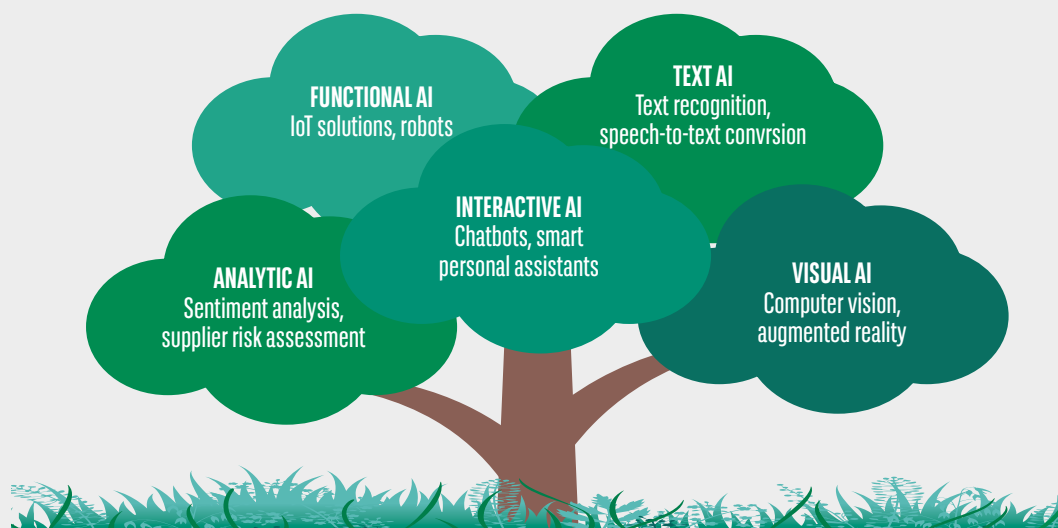 FUNCTIONAL AI
IoT solutions, robots
TEXT AI
Text recognition,
speech-to-text convrsion
INTERACTIVE AI
Chatbots, smart
personal assistants
ANALYTIC AI
Sentiment analysis,
supplier risk assessment
VISUAL AI
Computer vision,
augmented reality